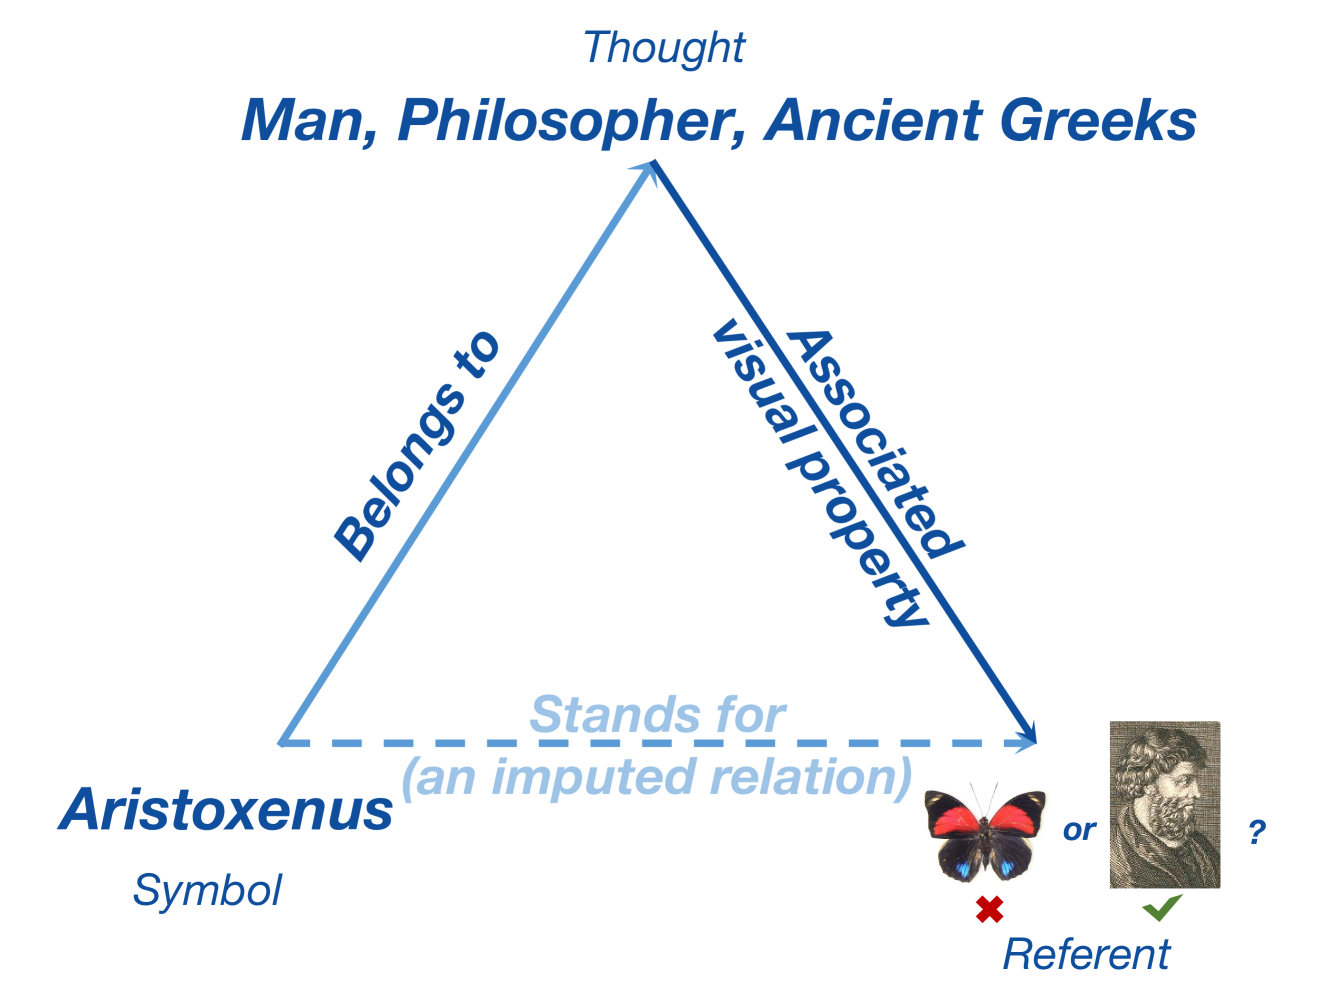 Thought
Man, Philosopher, Ancient Greeks
Belongs to
Associated
visual property
Stands for
(an imputed relation)
Aristoxenus
Symbol
or
?
Referent